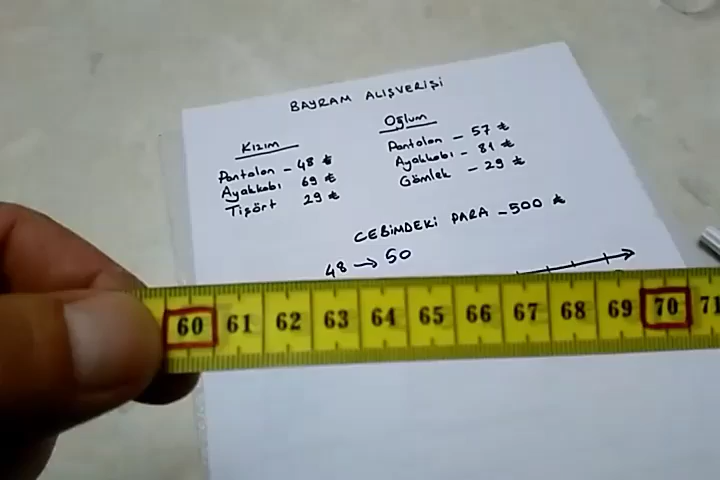 BAYRAM ALIŞVERİŞİ
Kızım
Pantolon - 48 ₺
Ayakkabı 69 ₺
Tişört 29 ₺
Oğlum
Pantolon - 57 ₺
Ayakkabı - 81 ₺
Gömlek - 29 ₺
CEBİMDEKİ PARA - 500 ₺
48 → 50
60 61 62 63 64 65 66 67 68 69 70 71